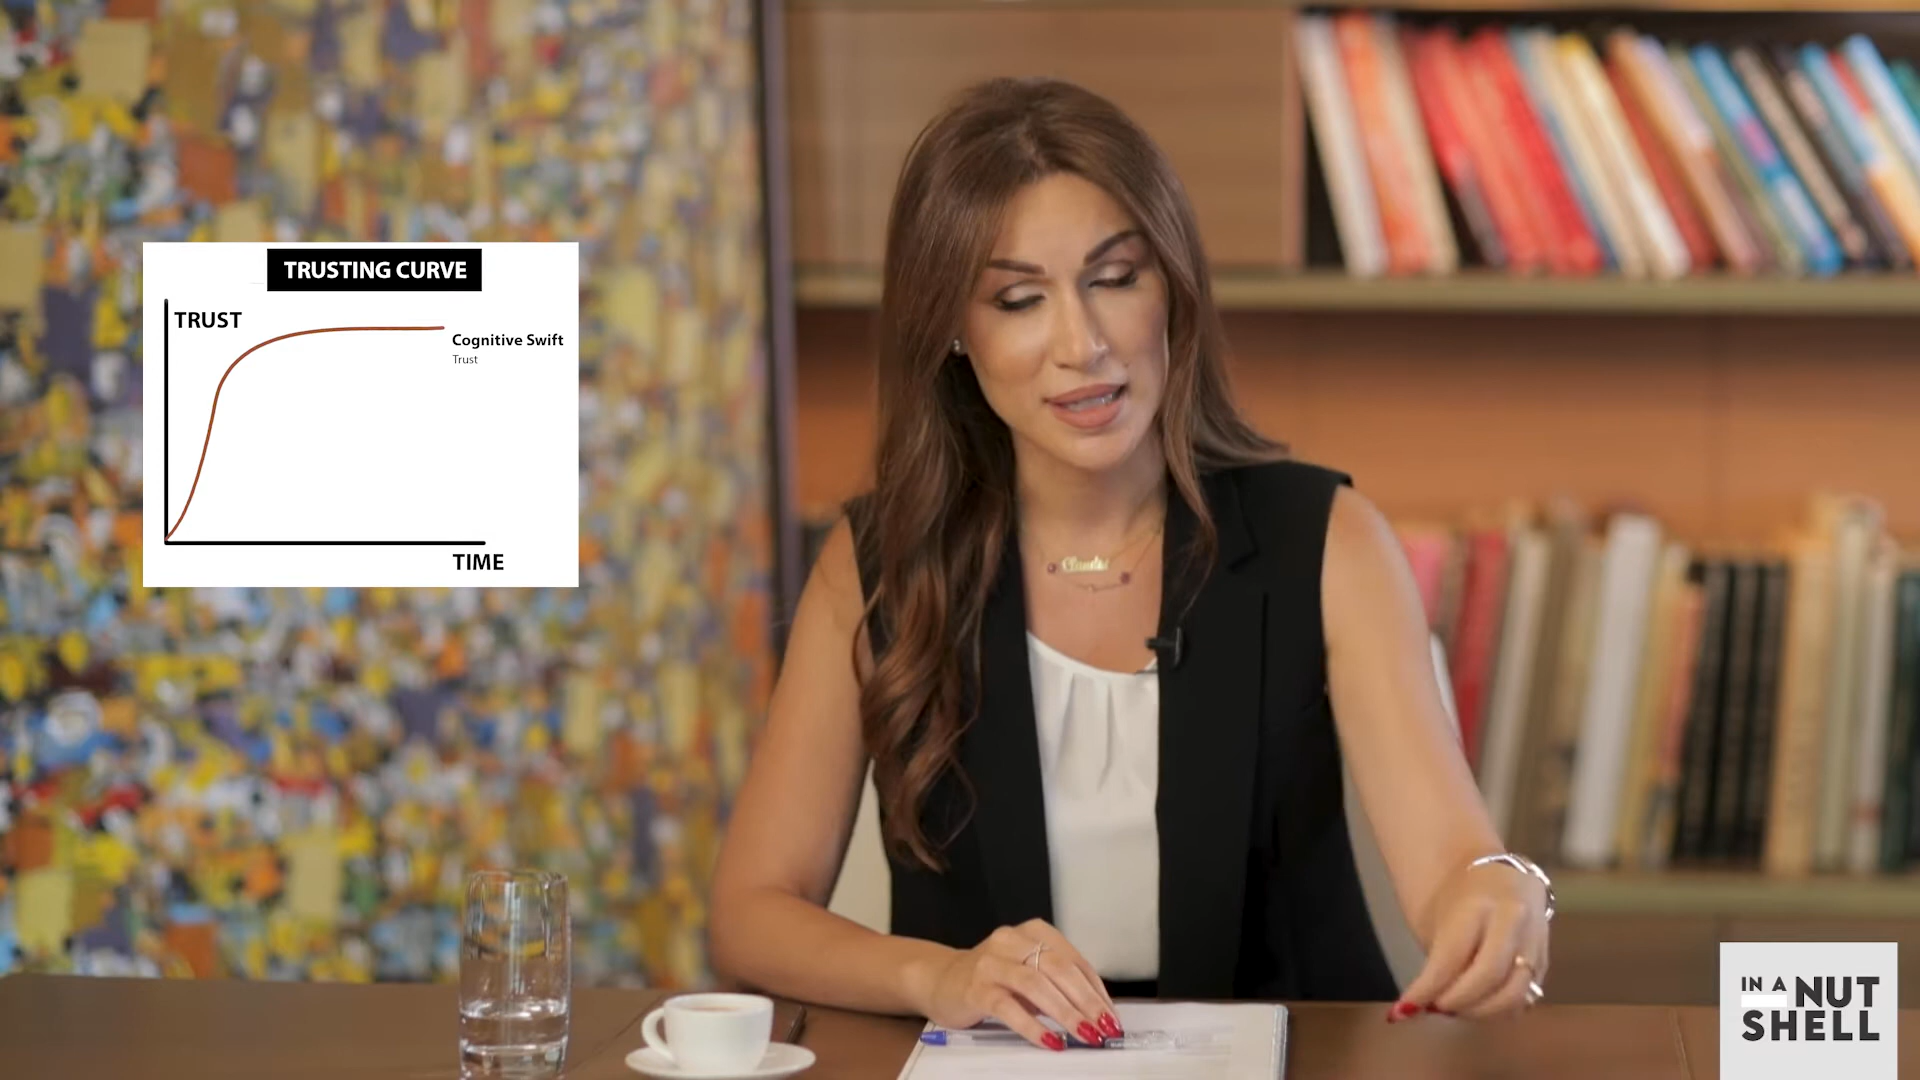 TRUSTING CURVE
TRUST
Cognitive Swift
Trust
TIME
IN A NUT
SHELL